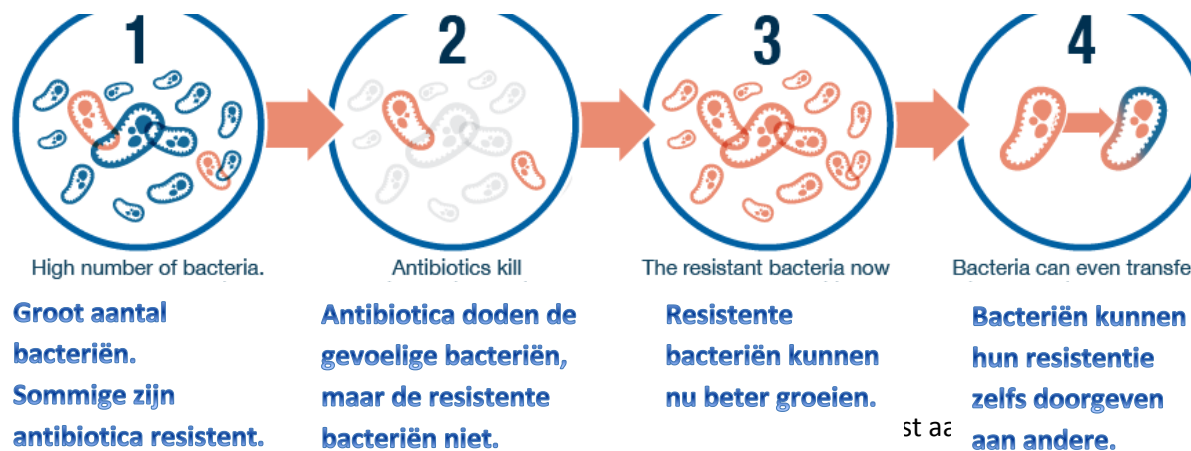 1
2
3
4
High number of bacteria.
Antibiotics kill
The resistant bacteria now
Bacteria can even transfe
Groot aantal
bacteriën.
Sommige zijn
antibiotica resistent.
Antibiotica doden de
gevoelige bacteriën,
maar de resistente
bacteriën niet.
Resistente
bacteriën kunnen
nu beter groeien.
Bacteriën kunnen
hun resistentie
zelfs doorgeven
aan andere.